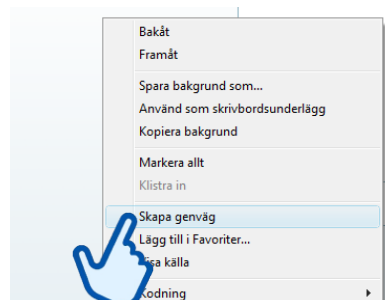 Bakåt
Framåt
Spara bakgrund som...
Använd som skrivbordsunderlägg
Kopiera bakgrund
Markera allt
Klistra in
Skapa genväg
Lägg till i Favoriter...
källa
Kodning